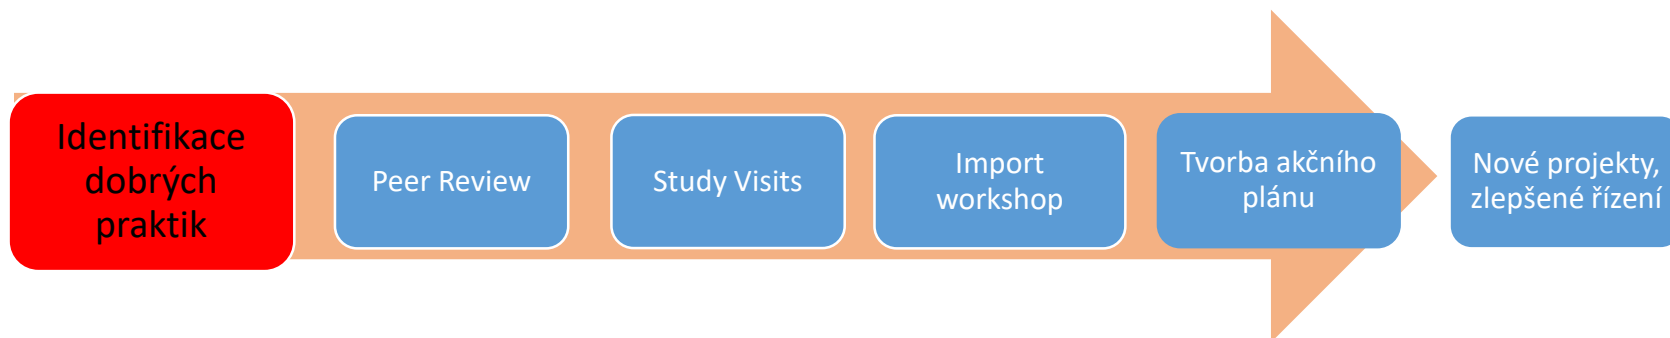 Identifikace
dobrých
praktik
Peer Review
Study Visits
Import
workshop
Tvorba akčního
plánu
Nové projekty,
zlepšené řízení